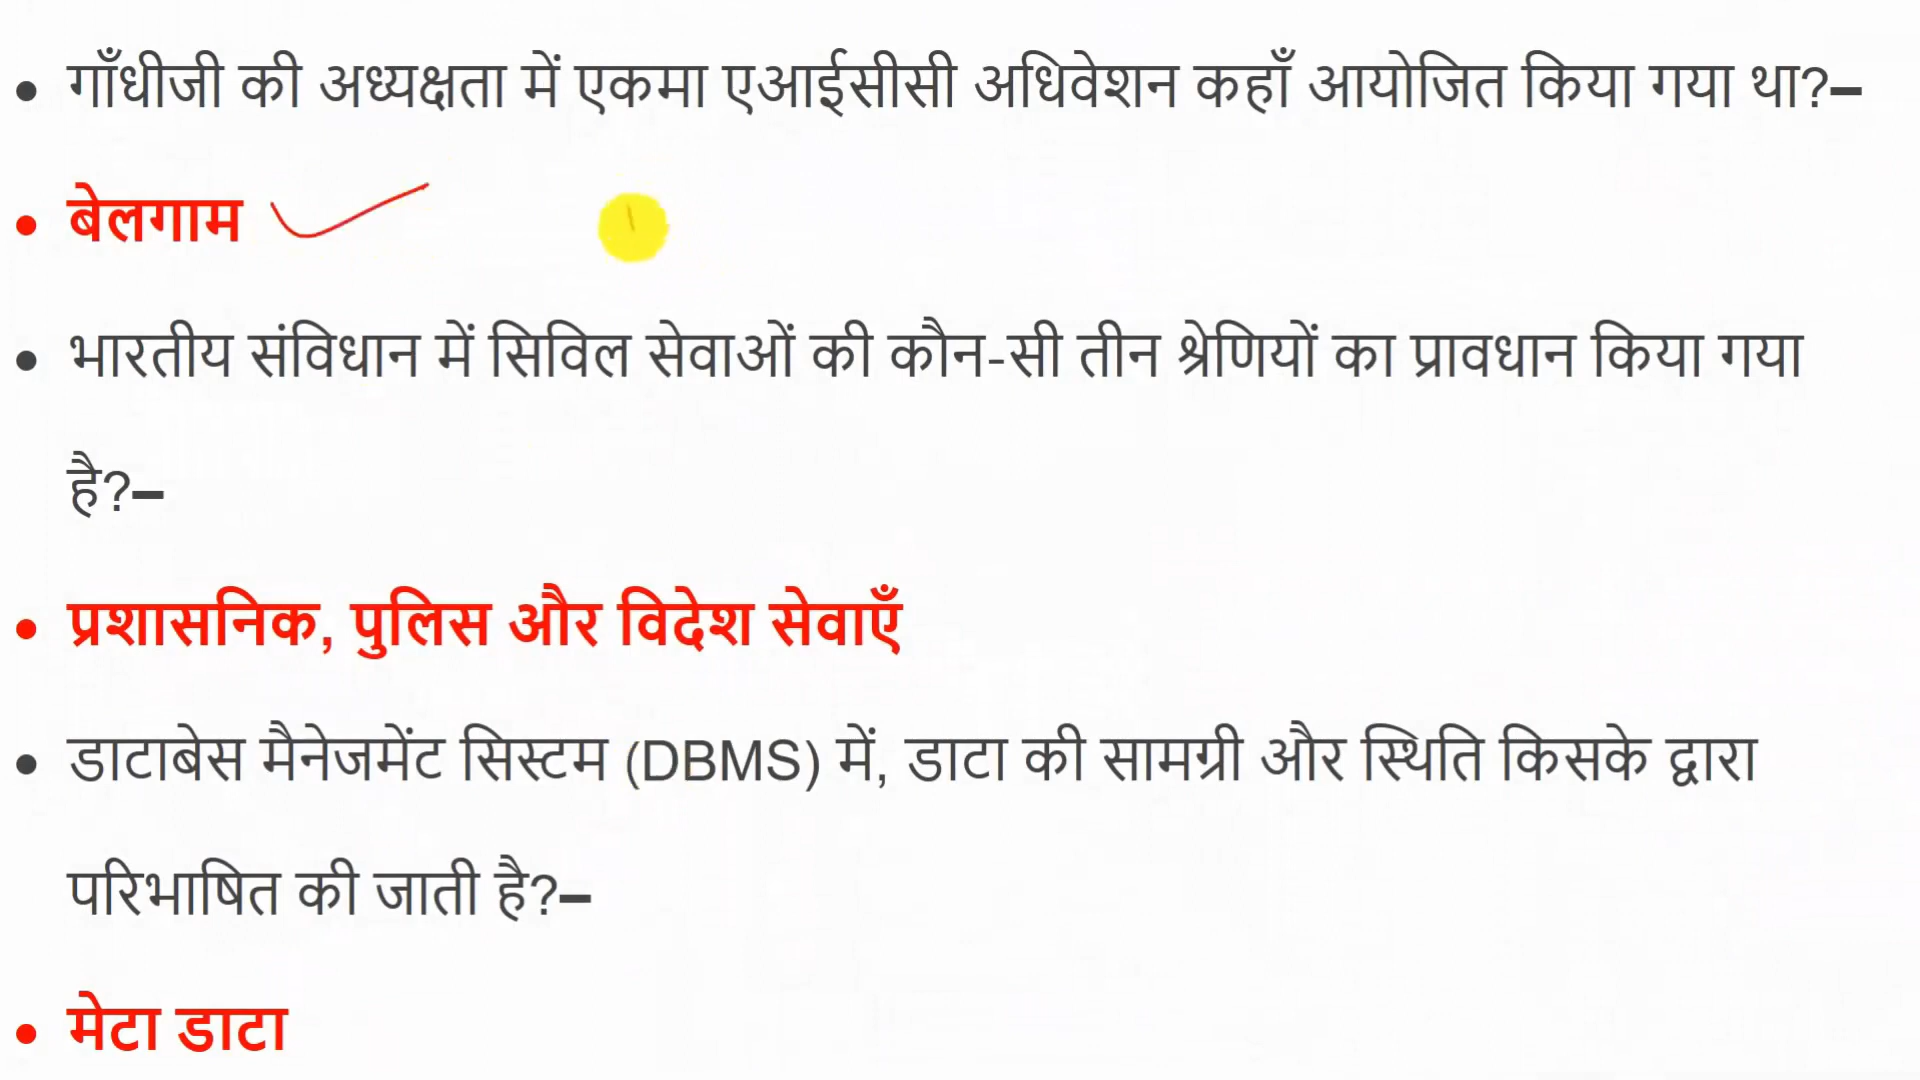 • गाँधीजी की अध्यक्षता में एकमा एआईसीसी अधिवेशन कहाँ आयोजित किया गया था?–
• बेलगाम
• भारतीय संविधान में सिविल सेवाओं की कौन-सी तीन श्रेणियों का प्रावधान किया गया
है?–
• प्रशासनिक, पुलिस और विदेश सेवाएँ
• डाटाबेस मैनेजमेंट सिस्टम (DBMS) में, डाटा की सामग्री और स्थिति किसके द्वारा
परिभाषित की जाती है?–
• मेटा डाटा